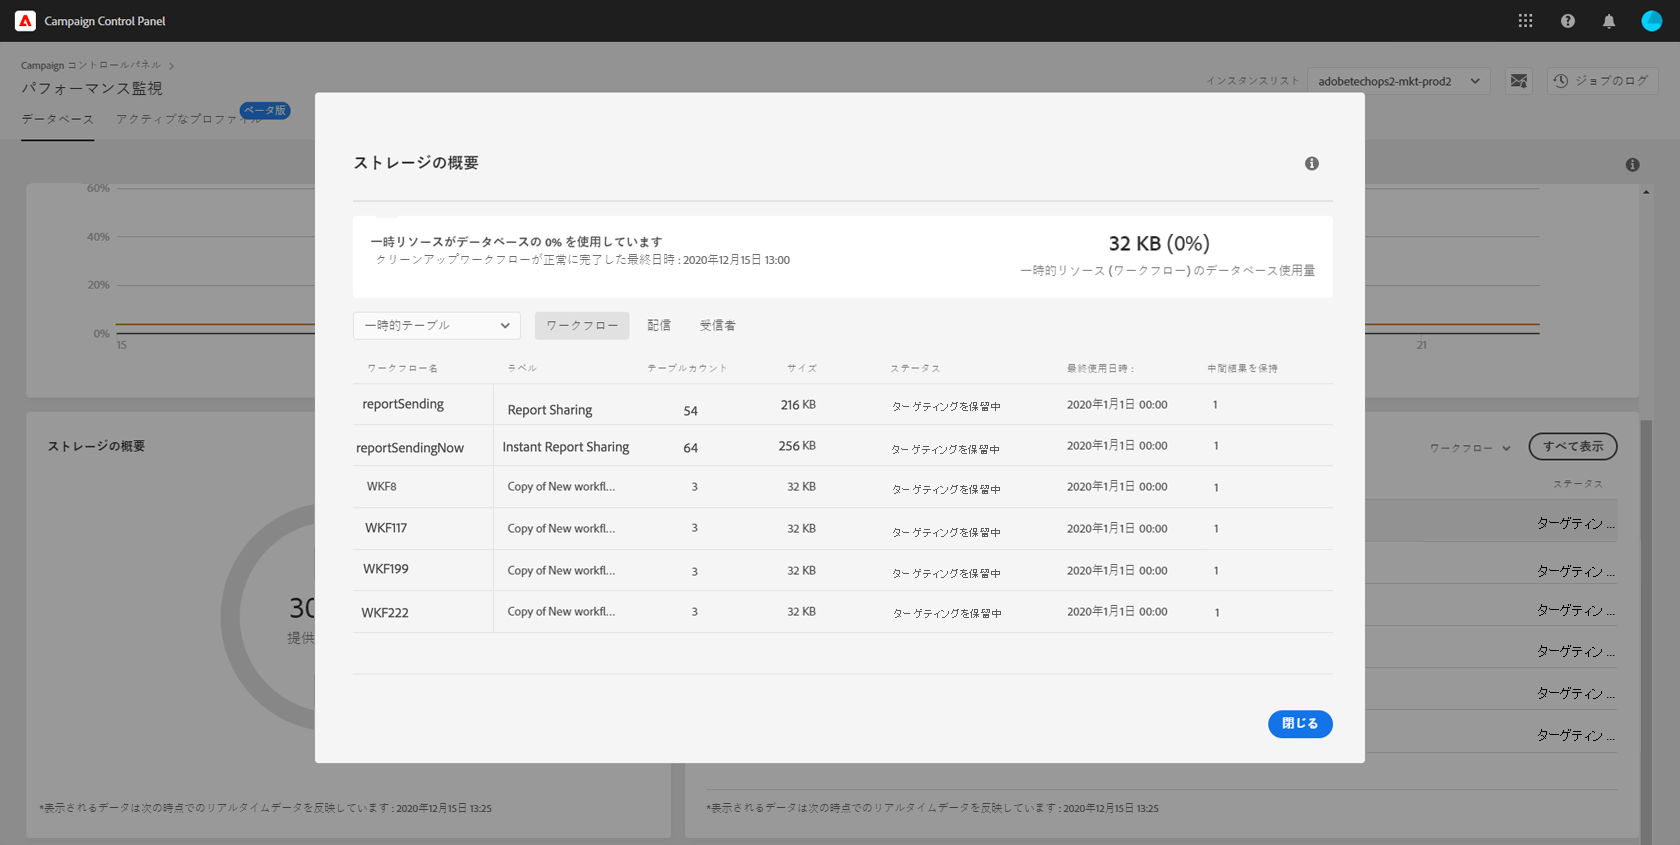 Campaign Control Panel
Campaign コントロールパネル
パフォーマンス監視
インスタンスリスト adobetechops2-mkt-prod2 ジョブのログ
データベース アクティブなプロファイル ベータ版
60%
40%
20%
0%
15 21
ストレージの概要
一時リソースがデータベースの 0% を使用しています
クリーンアップワークフローが正常に完了した最終日時 : 2020年12月15日 13:00
32 KB (0%)
一時的リソース (ワークフロー) のデータベース使用量
一時的テーブル ワークフロー 配信 受信者
ワークフロー名 ラベル テーブルカウント サイズ ステータス 最終使用日時 : 中間結果を保持
reportSending Report Sharing 54 216 KB ターゲティングを保留中 2020年1月1日 00:00 1
reportSendingNow Instant Report Sharing 64 256 KB ターゲティングを保留中 2020年1月1日 00:00 1
WKF8 Copy of New workfl... 3 32 KB ターゲティングを保留中 2020年1月1日 00:00 1
WKF117 Copy of New workfl... 3 32 KB ターゲティングを保留中 2020年1月1日 00:00 1
WKF199 Copy of New workfl... 3 32 KB ターゲティングを保留中 2020年1月1日 00:00 1
WKF222 Copy of New workfl... 3 32 KB ターゲティングを保留中 2020年1月1日 00:00 1
閉じる
ストレージの概要
30
提供
*表示されるデータは次の時点でのリアルタイムデータを反映しています : 2020年12月15日 13:25
ワークフロー すべて表示
ステータス
ターゲティン ...
ターゲティン ...
ターゲティン ...
ターゲティン ...
ターゲティン ...
ターゲティン ...
*表示されるデータは次の時点でのリアルタイムデータを反映しています : 2020年12月15日 13:25